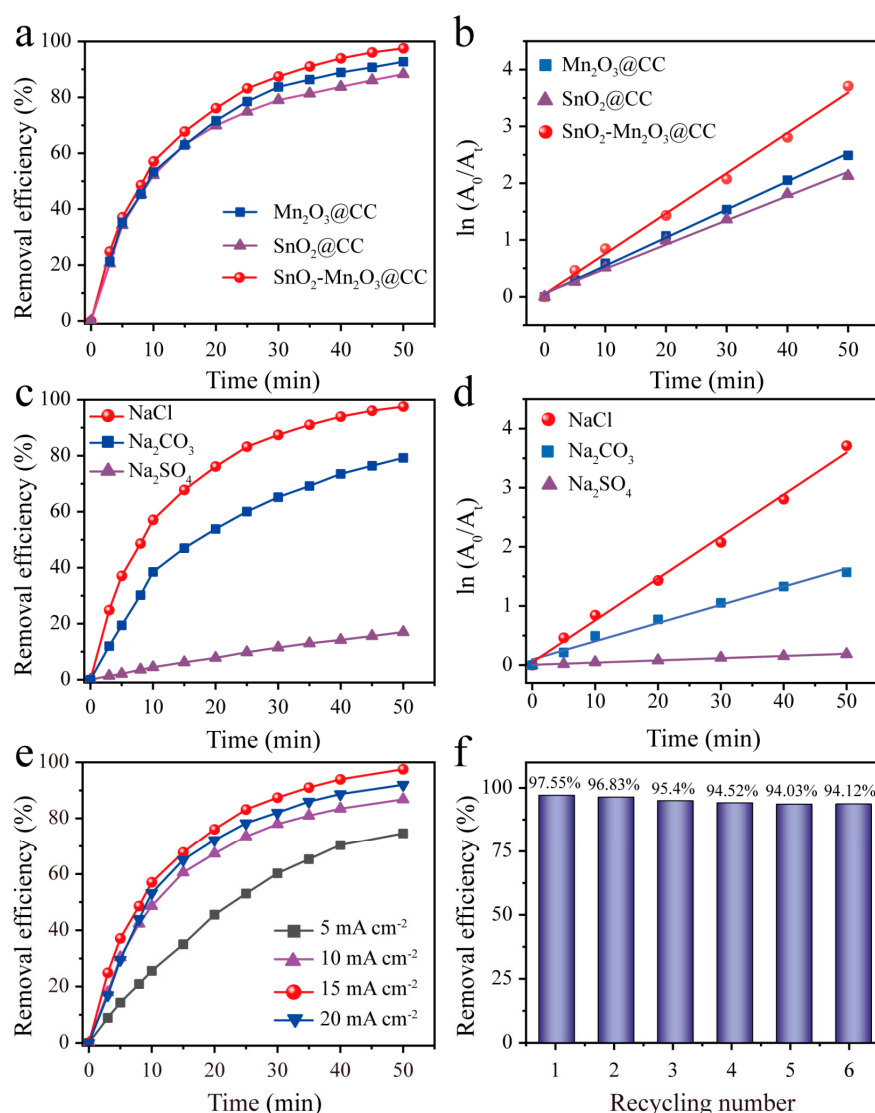 a
Removal efficiency (%)
100
80
60
40
20
0
Mn₂O₃@CC
SnO₂@CC
SnO₂-Mn₂O₃@CC
0 10 20 30 40 50
Time (min)
b
ln (A₀/Aₜ)
4
3
2
1
0
Mn₂O₃@CC
SnO₂@CC
SnO₂-Mn₂O₃@CC
0 10 20 30 40 50
Time (min)
c
Removal efficiency (%)
100
80
60
40
20
0
NaCl
Na₂CO₃
Na₂SO₄
0 10 20 30 40 50
Time (min)
d
ln (A₀/Aₜ)
4
3
2
1
0
NaCl
Na₂CO₃
Na₂SO₄
0 10 20 30 40 50
Time (min)
e
Removal efficiency (%)
100
80
60
40
20
0
5 mA cm⁻²
10 mA cm⁻²
15 mA cm⁻²
20 mA cm⁻²
0 10 20 30 40 50
Time (min)
f
Removal efficiency (%)
100
75
50
25
0
97.55% 96.83% 95.4% 94.52% 94.03% 94.12%
1 2 3 4 5 6
Recycling number